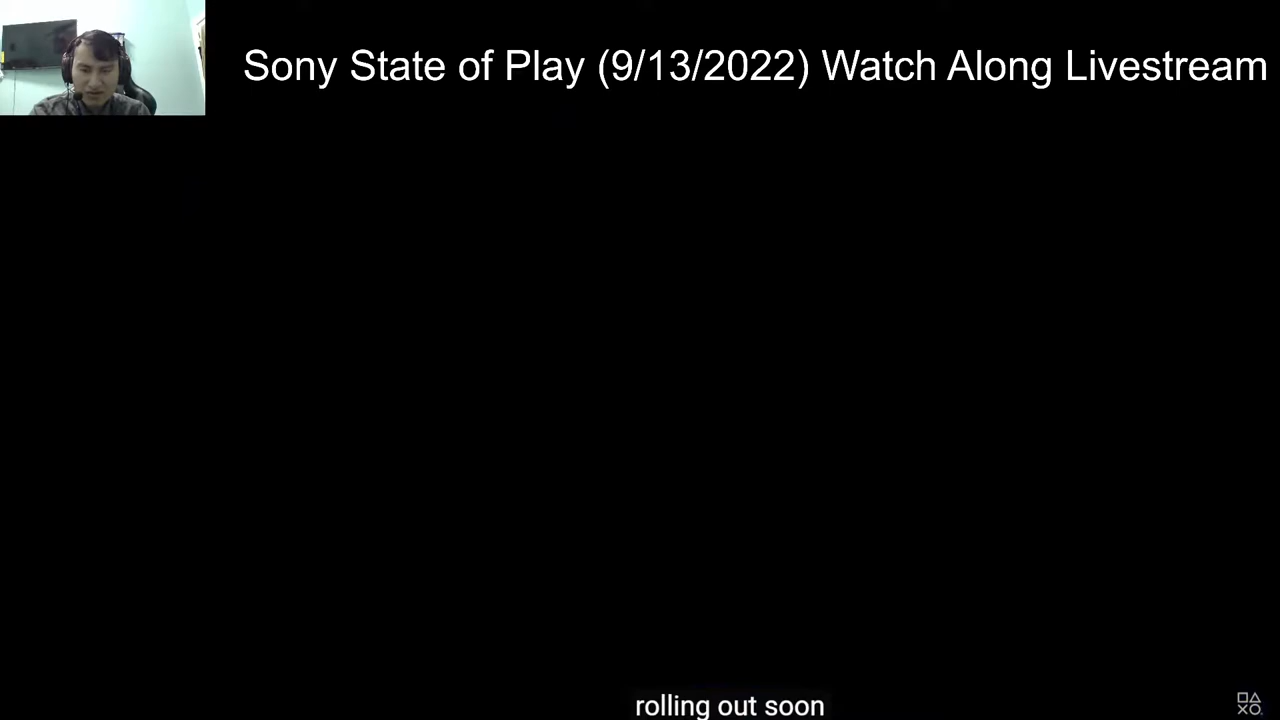 Sony State of Play (9/13/2022) Watch Along Livestream
rolling out soon